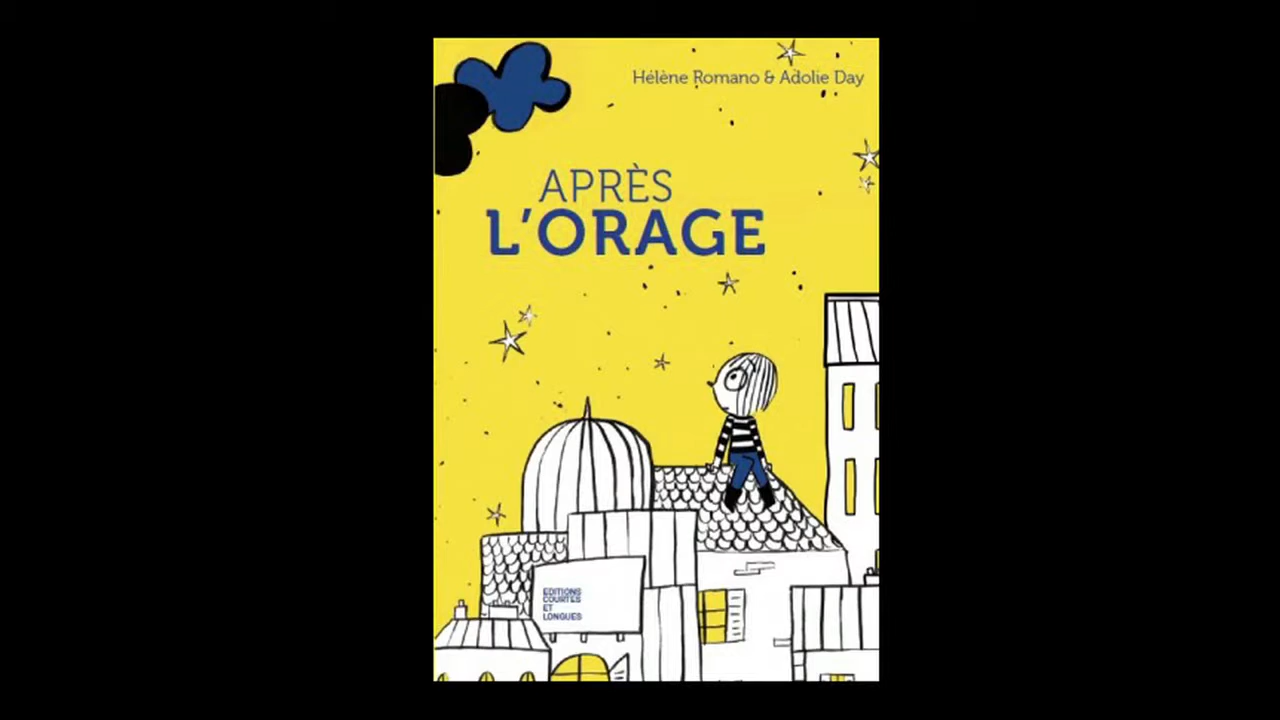 Hélène Romano & Adolie Day
APRÈS
L'ORAGE
EDITIONS
COURTES
ET
LONGUES